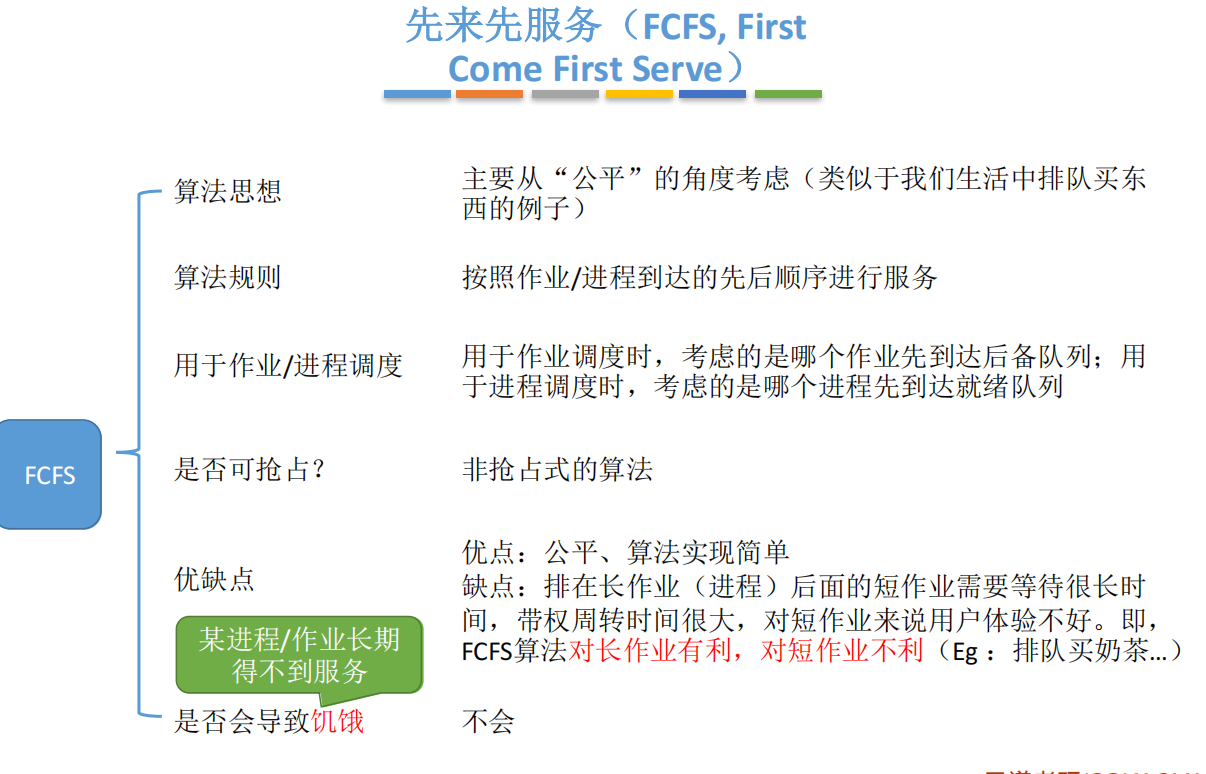 先来先服务（FCFS, First
Come First Serve）
算法思想
主要从“公平”的角度考虑（类似于我们生活中排队买东
西的例子）
算法规则
按照作业/进程到达的先后顺序进行服务
用于作业/进程调度
用于作业调度时，考虑的是哪个作业先到达后备队列；用
于进程调度时，考虑的是哪个进程先到达就绪队列
FCFS
是否可抢占？
非抢占式的算法
优缺点
优点：公平、算法实现简单
缺点：排在长作业（进程）后面的短作业需要等待很长时
间，带权周转时间很大，对短作业来说用户体验不好。即，
FCFS算法对长作业有利，对短作业不利（Eg ：排队买奶茶...）
某进程/作业长期
得不到服务
是否会导致饥饿
不会